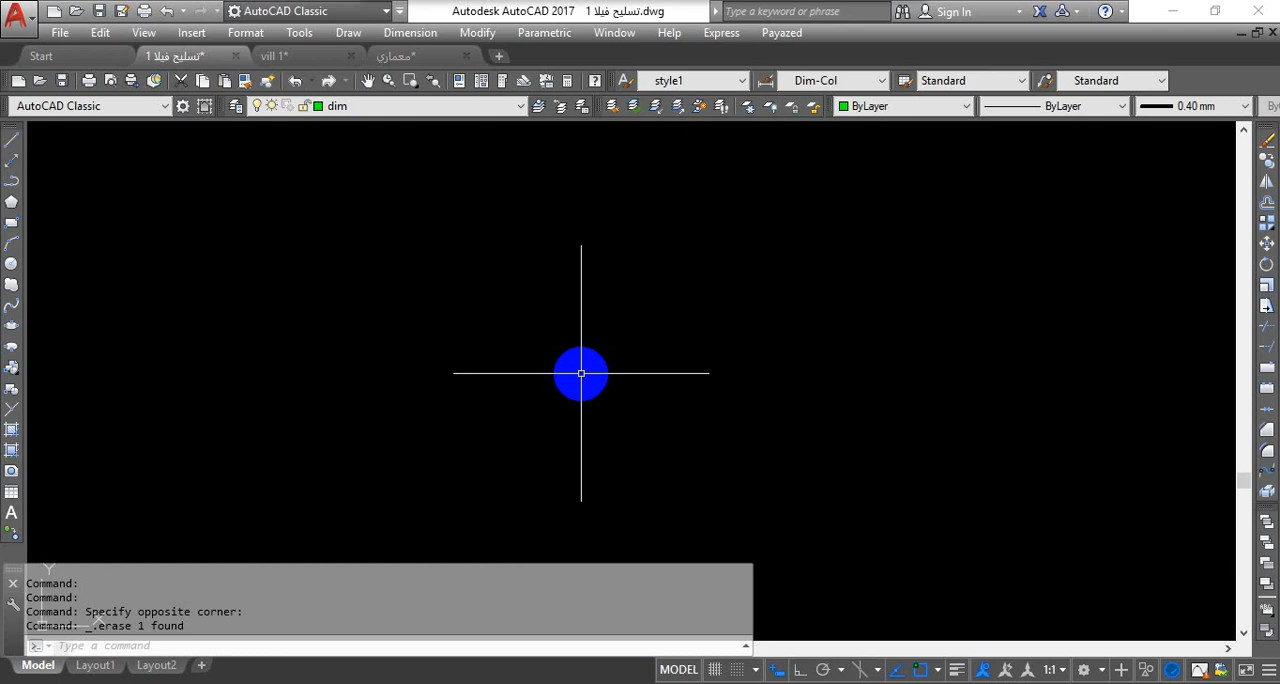 AutoCAD Classic
Autodesk AutoCAD 2017 تسليح فيلا 1.dwg
Type a keyword or phrase
Sign In
File Edit View Insert Format Tools Draw Dimension Modify Parametric Window Help Express Payazed
Start تسليح فيلا 1* vill 1* معماري*
style1 Dim-Col Standard Standard
AutoCAD Classic dim ByLayer ByLayer 0.40 mm
Y
Command:
Command:
Command: Specify opposite corner:
Command: _.erase 1 found
X
Type a command
Model Layout1 Layout2 MODEL 1:1